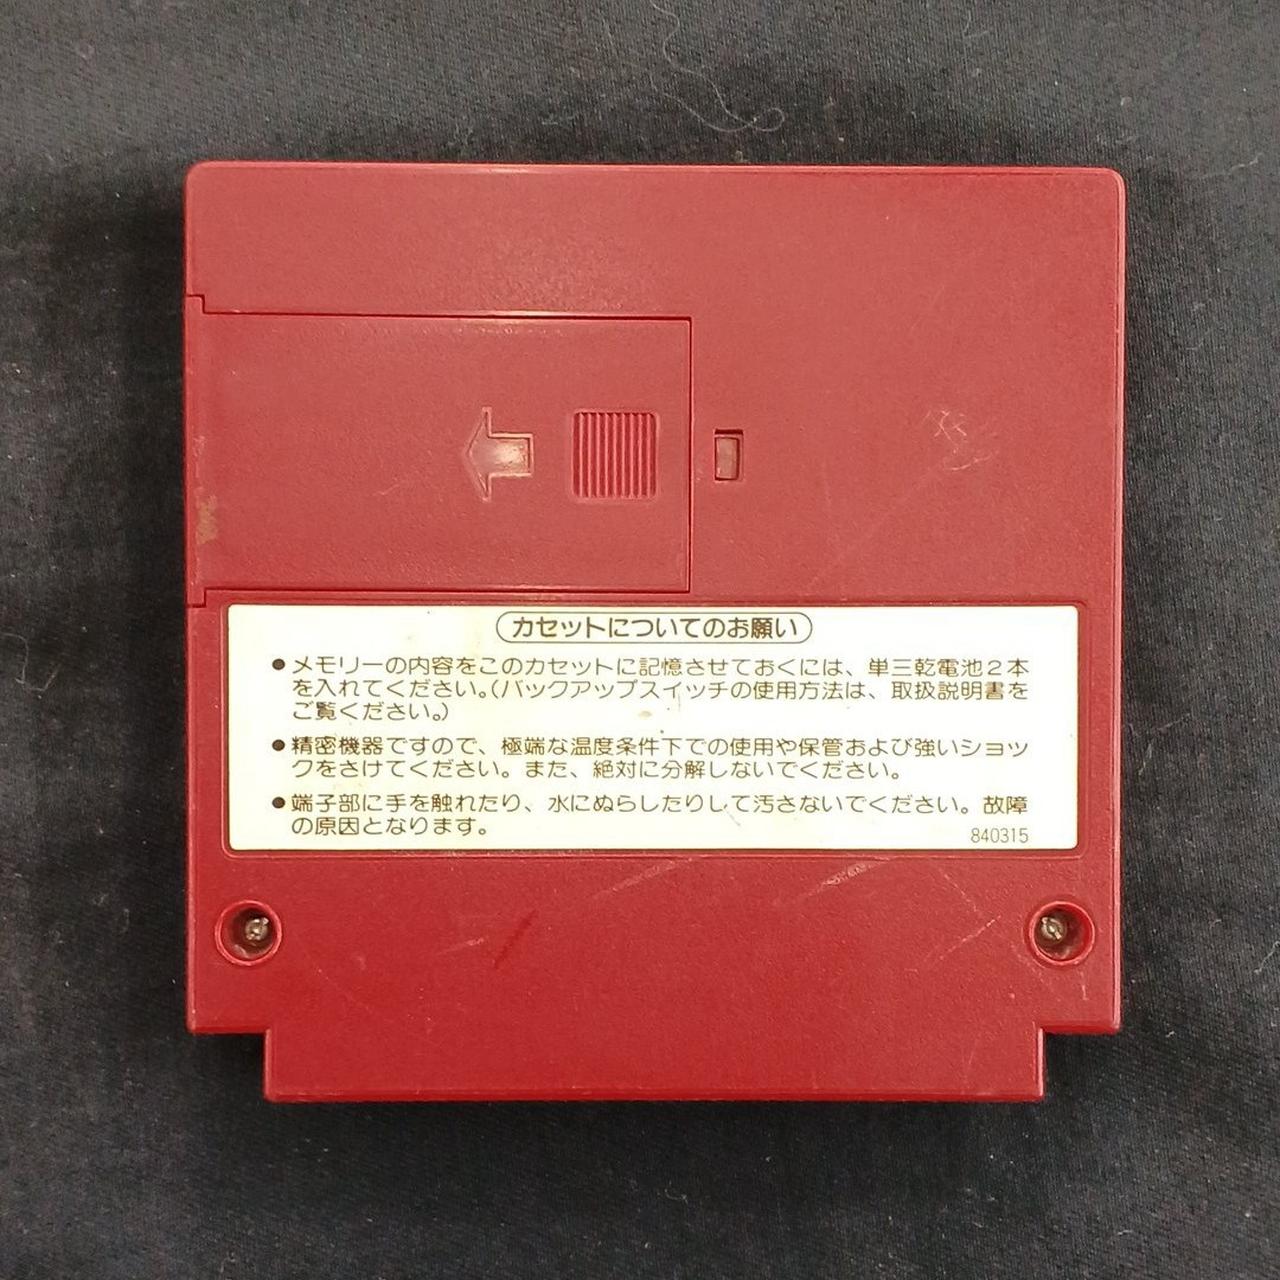 カセットについてのお願い
●メモリーの内容をこのカセットに記憶させておくには、単三乾電池2本
を入れてください。(バックアップスイッチの使用方法は、取扱説明書を
ご覧ください。)
●精密機器ですので、極端な温度条件下での使用や保管および強いショッ
クをさけてください。また、絶対に分解しないでください。
●端子部に手を触れたり、水にぬらしたりして汚さないでください。故障
の原因となります。
840315